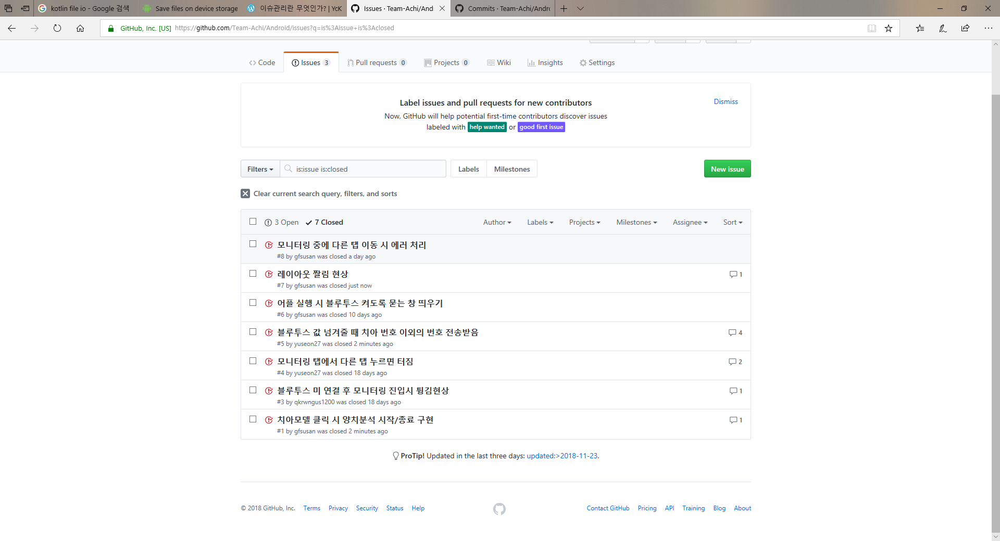 kotlin file io - Google 검색
Save files on device storage
이슈관리란 무엇인가? | YcK
Issues · Team-Achi/Andr
Commits · Team-Achi/Andro
GitHub, Inc. [US] https://github.com/Team-Achi/Android/issues?q=is%3Aissue+is%3Aclosed
Code
Issues 3
Pull requests 0
Projects 0
Wiki
Insights
Settings
Label issues and pull requests for new contributors
Dismiss
Now, GitHub will help potential first-time contributors discover issues
labeled with help wanted or good first issue
Filters
is:issue is:closed
Labels
Milestones
New issue
Clear current search query, filters, and sorts
3 Open
7 Closed
Author
Labels
Projects
Milestones
Assignee
Sort
모니터링 중에 다른 탭 이동 시 에러 처리
#8 by gfsusan was closed a day ago
레이아웃 짤림 현상
1
#7 by gfsusan was closed just now
어플 실행 시 블루투스 켜도록 묻는 창 띄우기
#6 by gfsusan was closed 10 days ago
블루투스 값 넘겨줄 때 치아 번호 이외의 번호 전송받음
4
#5 by yuseon27 was closed 2 minutes ago
모니터링 탭에서 다른 탭 누르면 터짐
2
#4 by yuseon27 was closed 18 days ago
블루투스 미 연결 후 모니터링 진입시 튕김현상
1
#3 by qkrwngus1200 was closed 18 days ago
치아모델 클릭 시 양치분석 시작/종료 구현
1
#1 by gfsusan was closed 2 minutes ago
ProTip! Updated in the last three days: updated:>2018-11-23.
© 2018 GitHub, Inc.
Terms
Privacy
Security
Status
Help
Contact GitHub
Pricing
API
Training
Blog
About